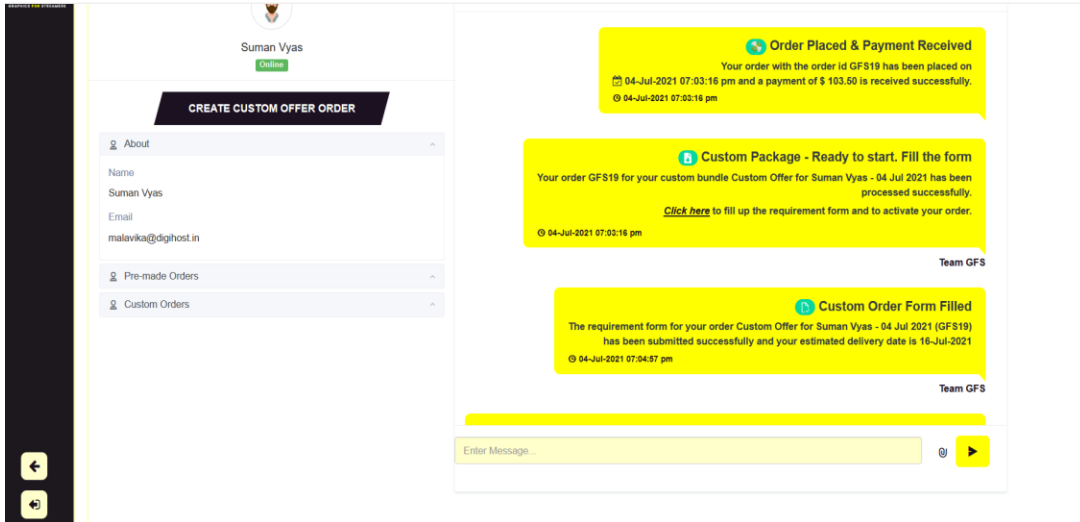 GRAPHICS FOR STREAMERS
Suman Vyas
Online
CREATE CUSTOM OFFER ORDER
About
Name
Suman Vyas
Email
malavika@digihost.in
Pre-made Orders
Custom Orders
Order Placed & Payment Received
Your order with the order id GFS19 has been placed on
04-Jul-2021 07:03:16 pm and a payment of $ 103.50 is received successfully.
04-Jul-2021 07:03:16 pm
Custom Package - Ready to start. Fill the form
Your order GFS19 for your custom bundle Custom Offer for Suman Vyas - 04 Jul 2021 has been
processed successfully.
Click here to fill up the requirement form and to activate your order.
04-Jul-2021 07:03:16 pm
Team GFS
Custom Order Form Filled
The requirement form for your order Custom Offer for Suman Vyas - 04 Jul 2021 (GFS19)
has been submitted successfully and your estimated delivery date is 16-Jul-2021
04-Jul-2021 07:04:57 pm
Team GFS
Enter Message...